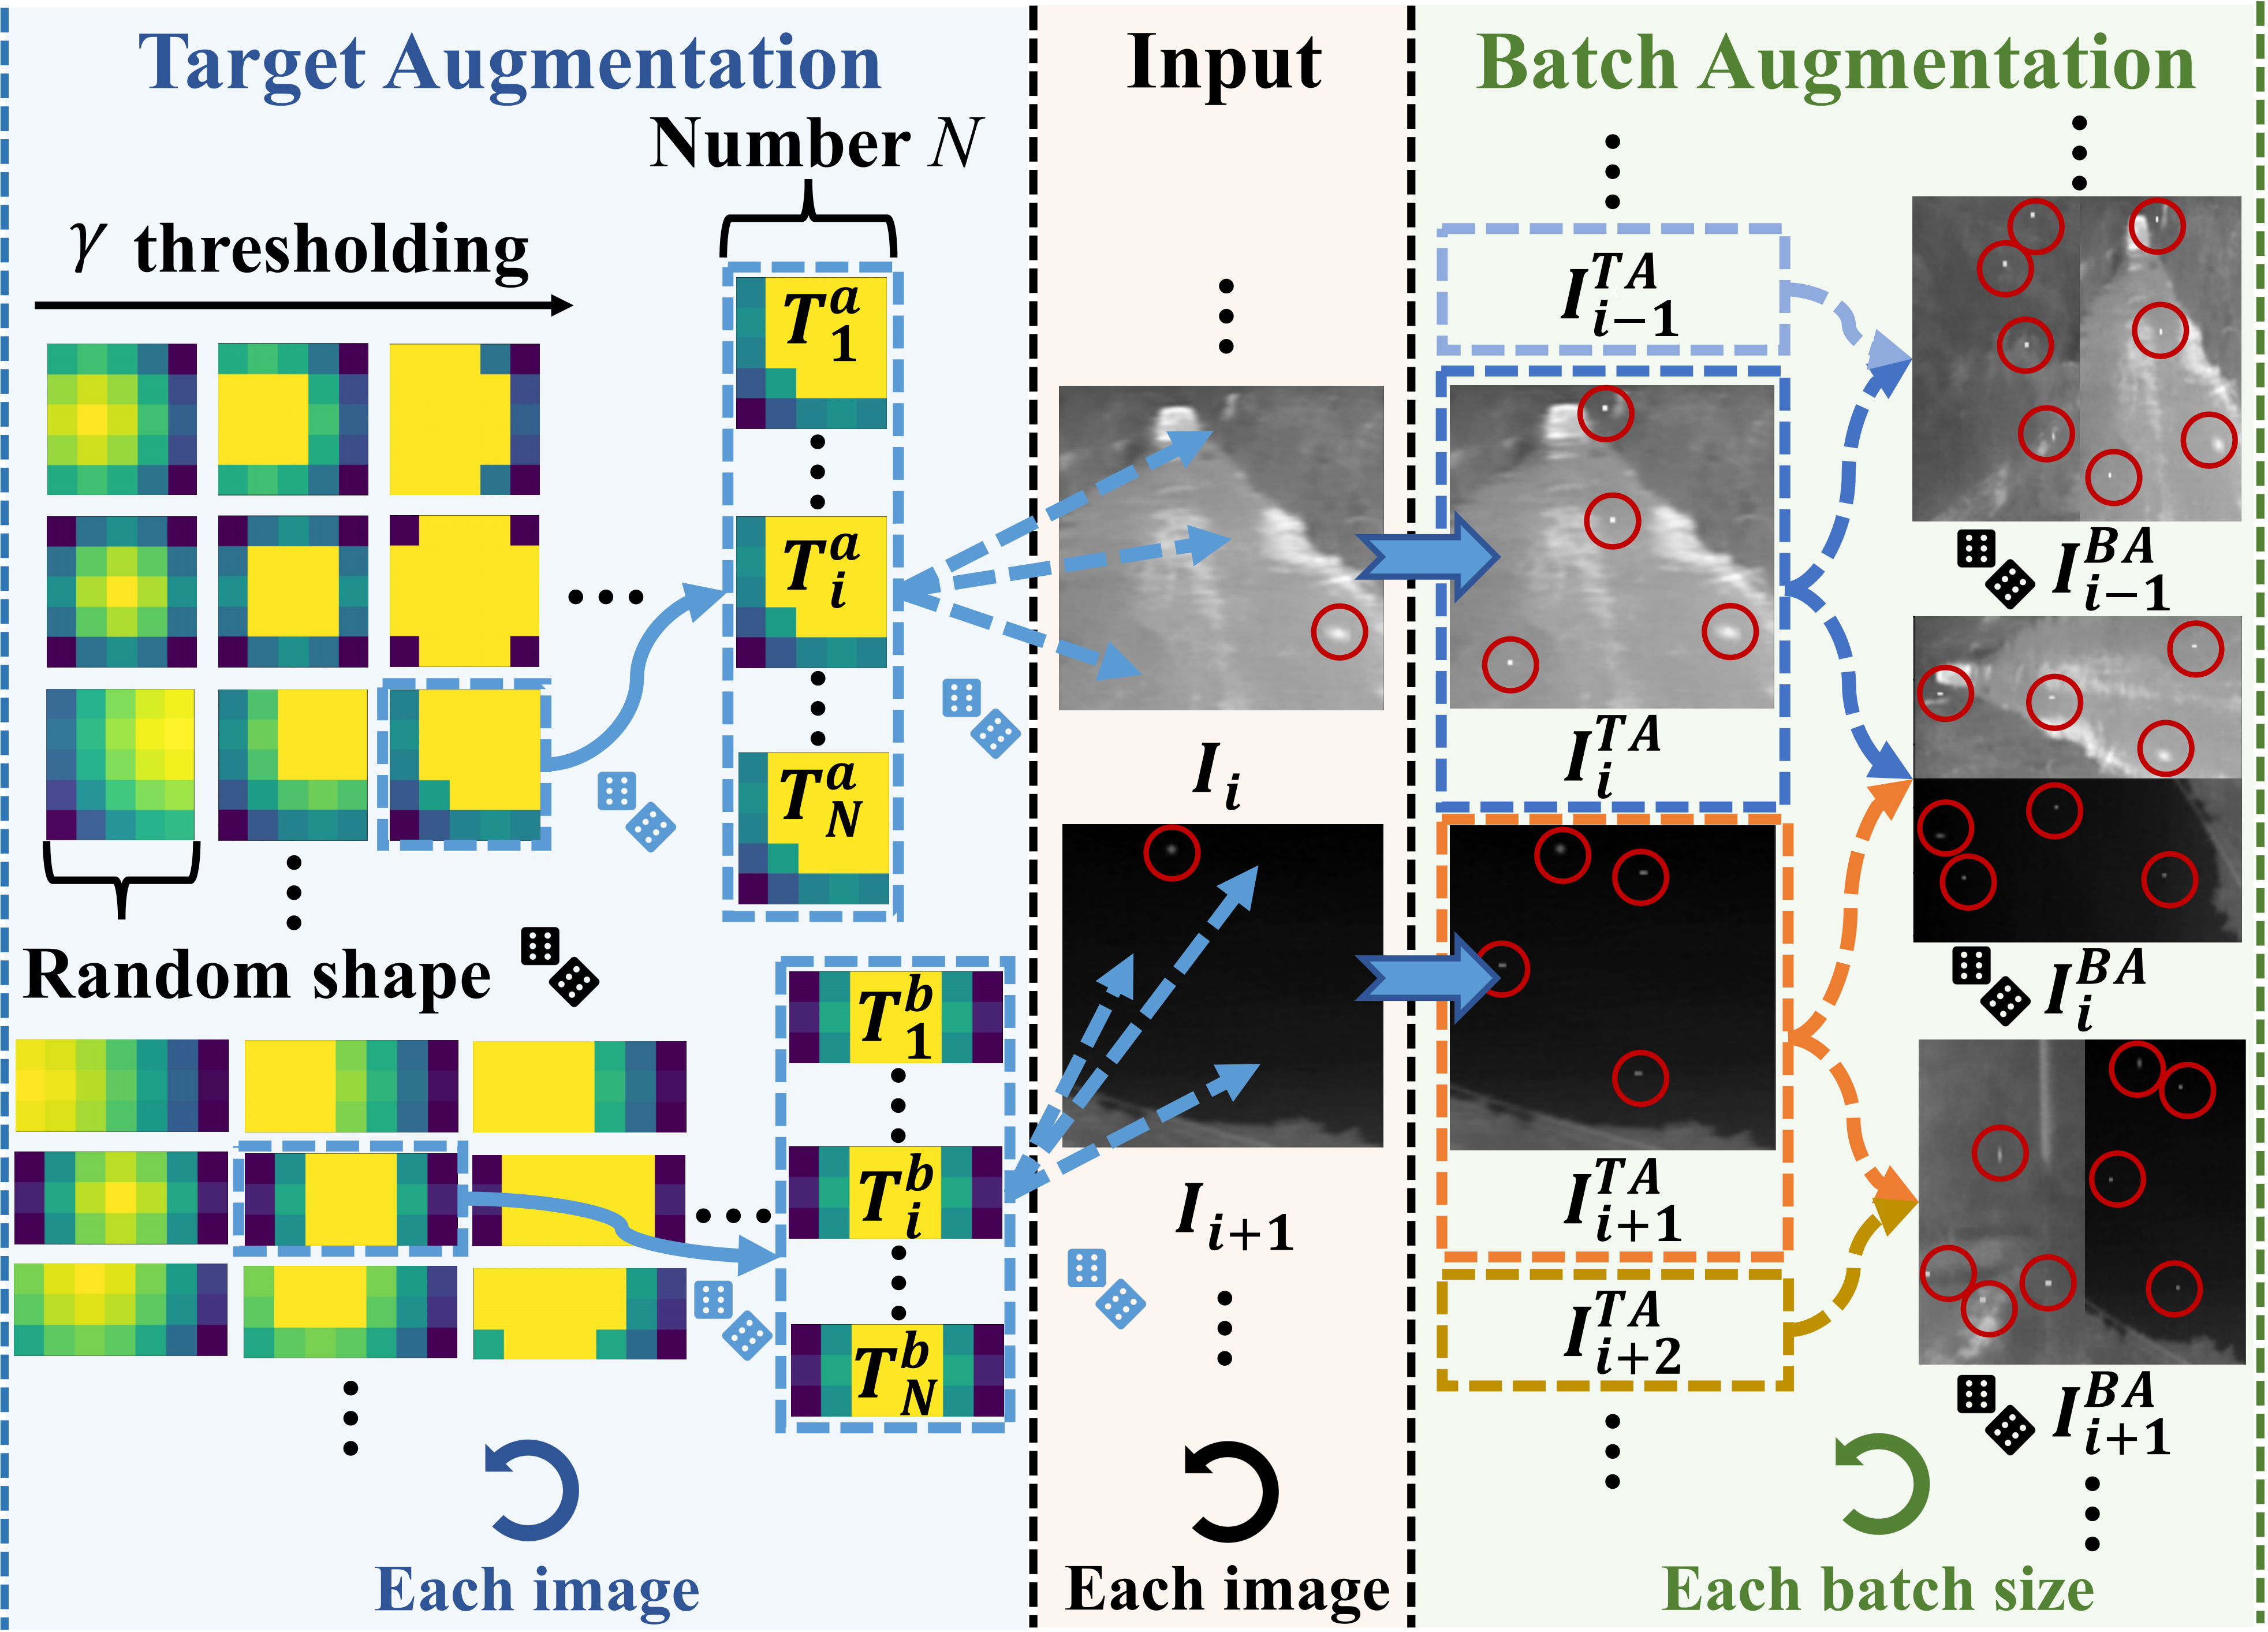 Target Augmentation
Number N
γ thresholding
T_1^a
T_i^a
T_N^a
Random shape
T_1^b
T_i^b
T_N^b
Each image
Input
I_i
I_{i+1}
Each image
Batch Augmentation
I_{i-1}^{TA}
I_i^{TA}
I_{i+1}^{TA}
I_{i+2}^{TA}
I_{i-1}^{BA}
I_i^{BA}
I_{i+1}^{BA}
Each batch size